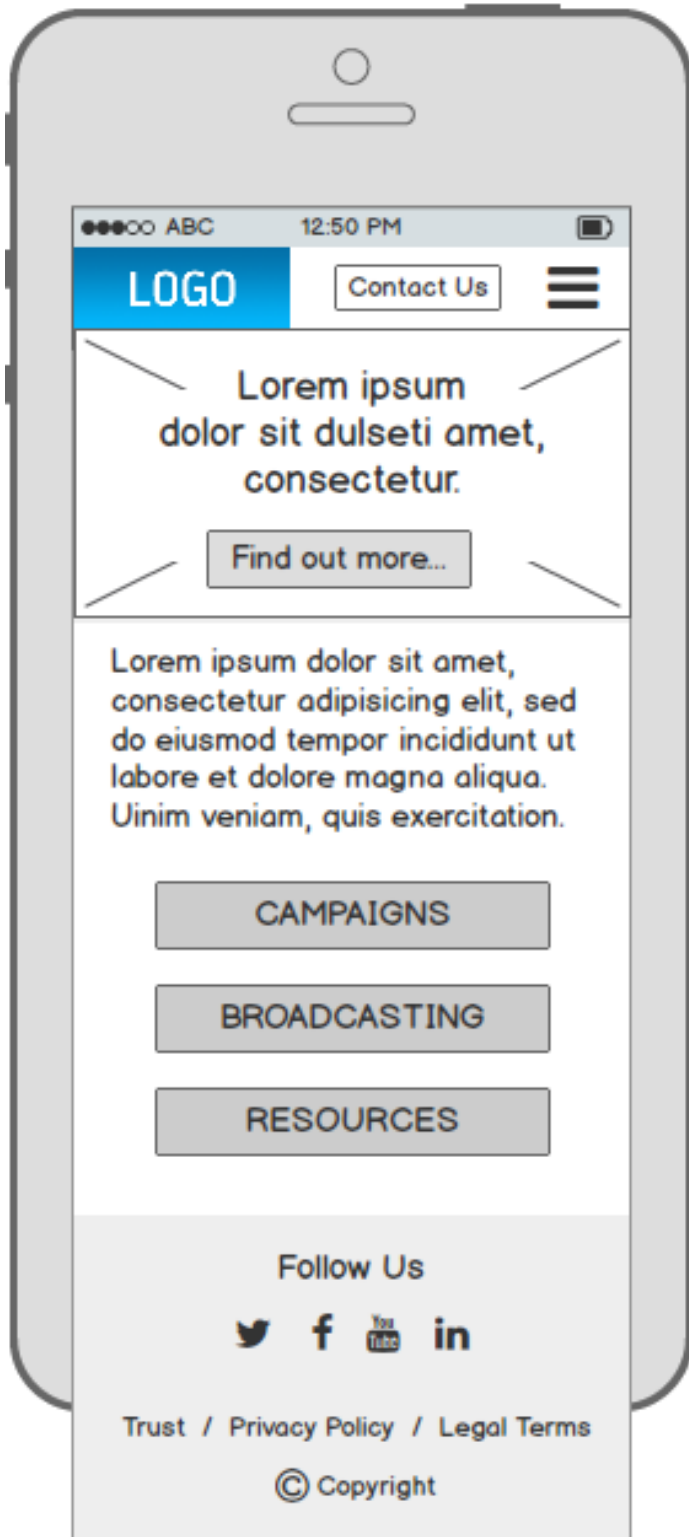 ABC 12:50 PM
LOGO Contact Us
Lorem ipsum
dolor sit dulseti amet,
consectetur.
Find out more...
Lorem ipsum dolor sit amet,
consectetur adipisicing elit, sed
do eiusmod tempor incididunt ut
labore et dolore magna aliqua.
Uinim veniam, quis exercitation.
CAMPAIGNS
BROADCASTING
RESOURCES
Follow Us
You Tube in
Trust / Privacy Policy / Legal Terms
© Copyright